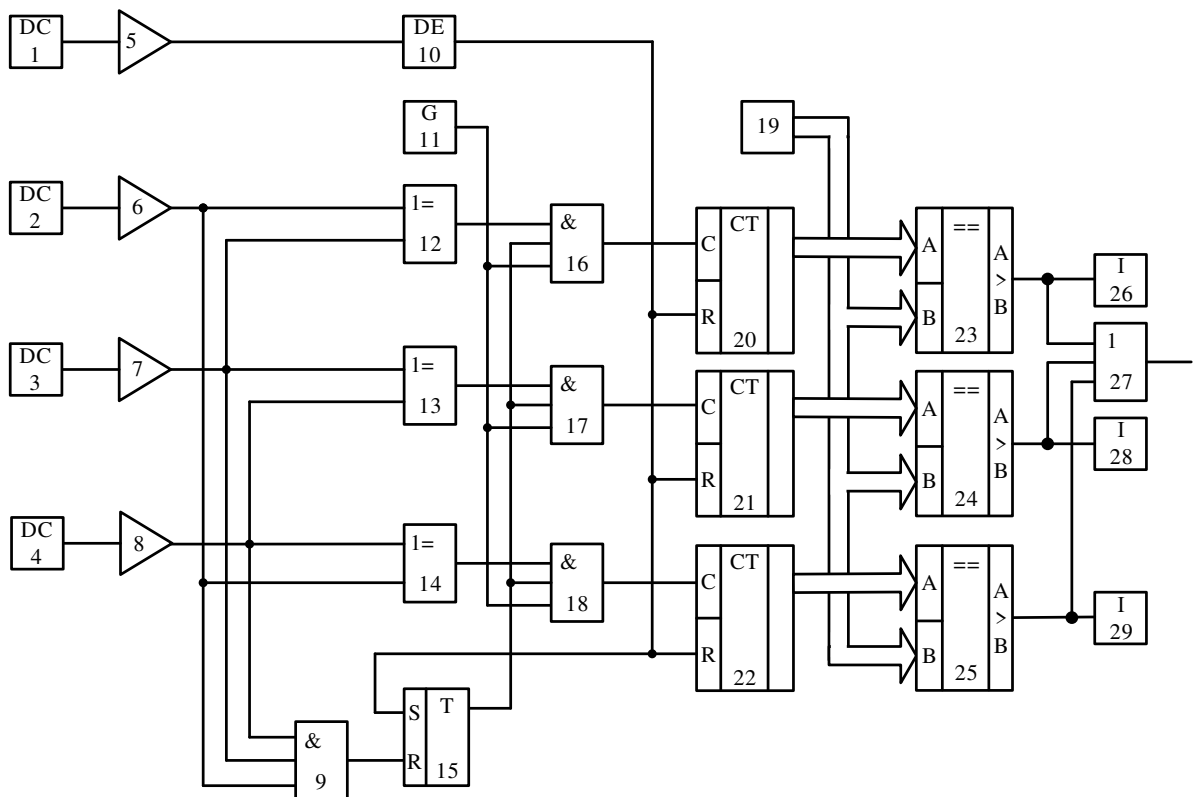 DC
1
5
DE
10
G
11
19
DC
2
6
1=
12
&
16
C
CT
R
20
A
==
A
>
B
B
23
I
26
1
27
DC
3
7
1=
13
&
17
C
CT
R
21
A
==
A
>
B
B
24
I
28
DC
4
8
1=
14
&
18
C
CT
R
22
A
==
A
>
B
B
25
I
29
S
T
R
15
&
9